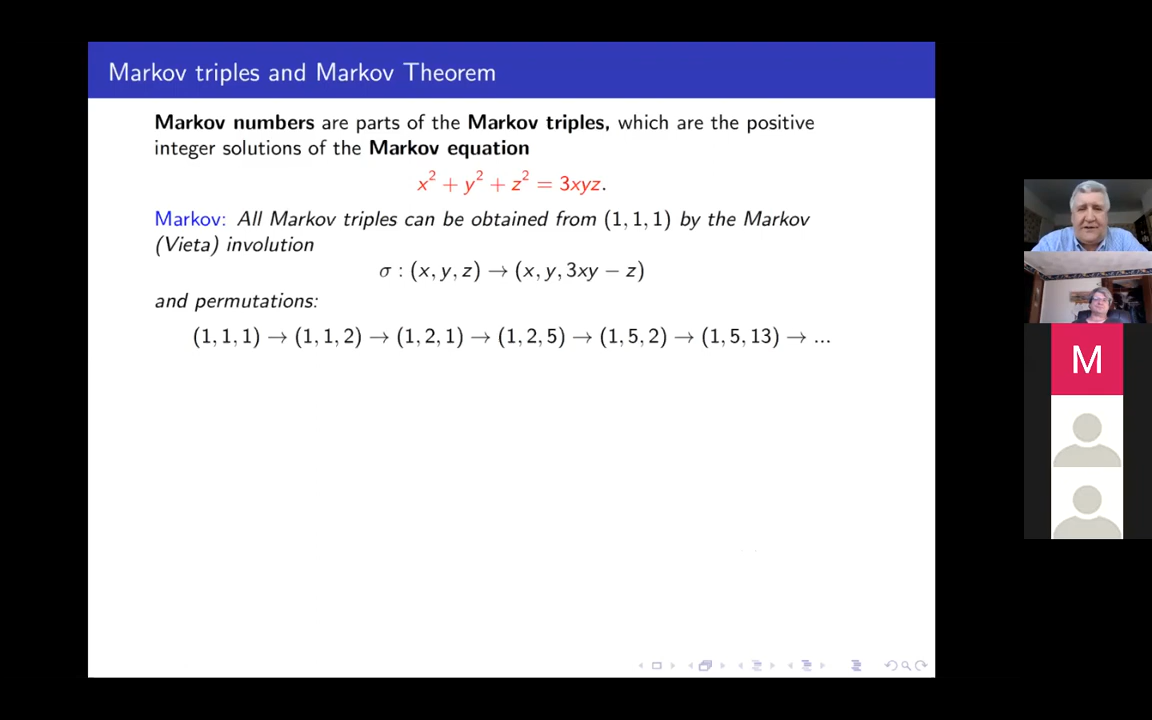 Markov triples and Markov Theorem
Markov numbers are parts of the Markov triples, which are the positive
integer solutions of the Markov equation
x² + y² + z² = 3xyz.
Markov: All Markov triples can be obtained from (1, 1, 1) by the Markov
(Vieta) involution
σ : (x, y, z) → (x, y, 3xy − z)
and permutations:
(1, 1, 1) → (1, 1, 2) → (1, 2, 1) → (1, 2, 5) → (1, 5, 2) → (1, 5, 13) → ...
M